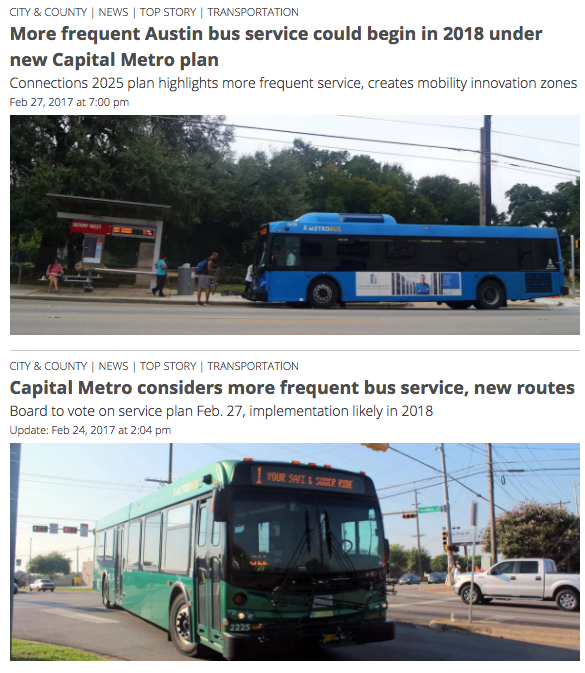 CITY & COUNTY | NEWS | TOP STORY | TRANSPORTATION
More frequent Austin bus service could begin in 2018 under
new Capital Metro plan
Connections 2025 plan highlights more frequent service, creates mobility innovation zones
Feb 27, 2017 at 7:00 pm
METROBUS
CITY & COUNTY | NEWS | TOP STORY | TRANSPORTATION
Capital Metro considers more frequent bus service, new routes
Board to vote on service plan Feb. 27, implementation likely in 2018
Update: Feb 24, 2017 at 2:04 pm
1 YOUR SAFE & SOBER RIDE
2225